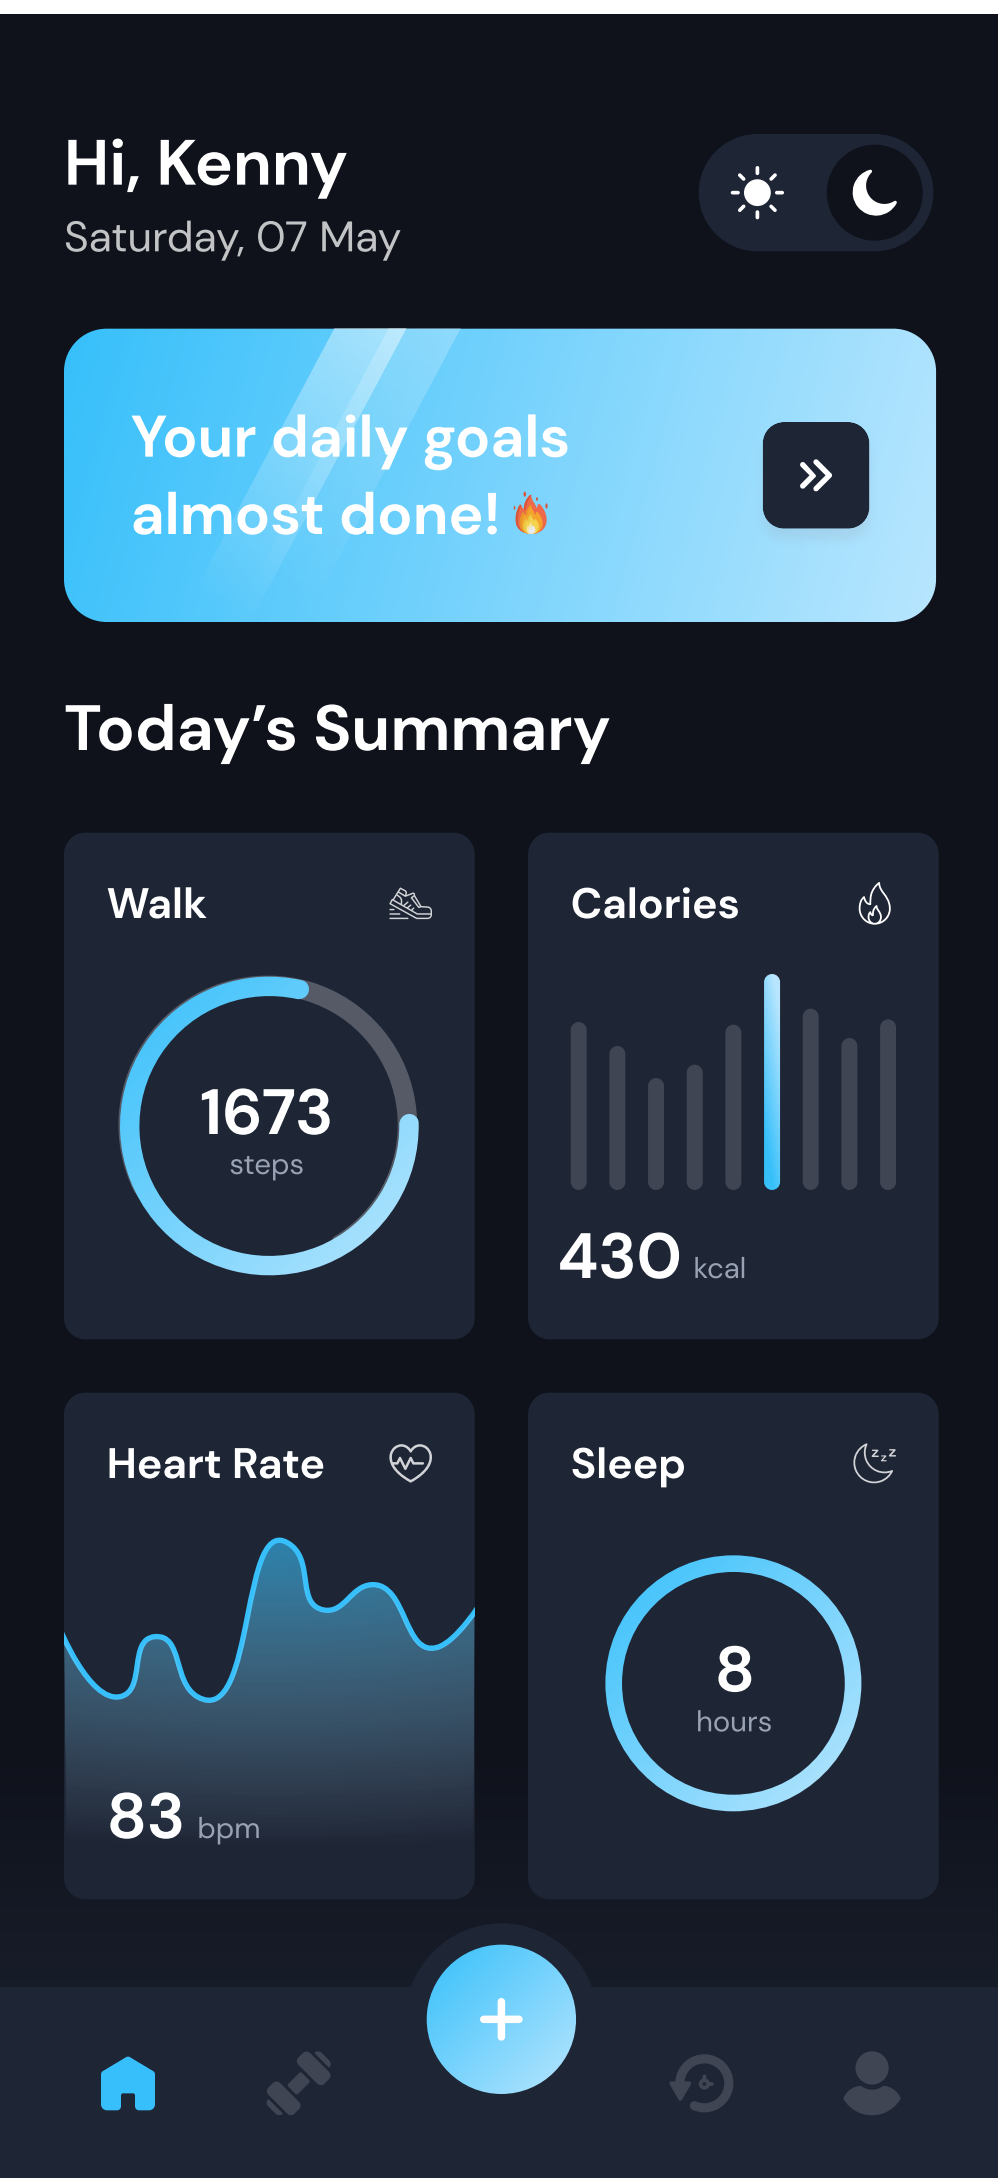 Hi, Kenny
Saturday, 07 May
Your daily goals
almost done! 🔥
Today’s Summary
Walk
1673
steps
Calories
430 kcal
Heart Rate
83 bpm
Sleep
zzz
8
hours